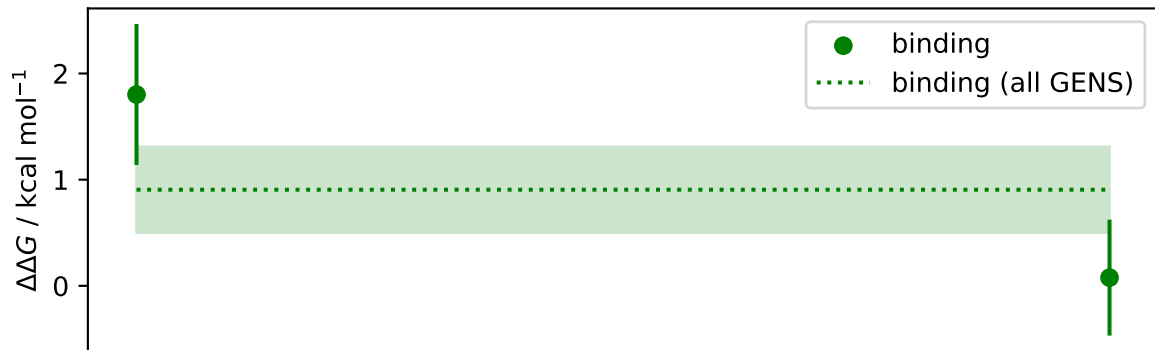 binding
binding (all GENS)
ΔΔG / kcal mol⁻¹
2
1
0